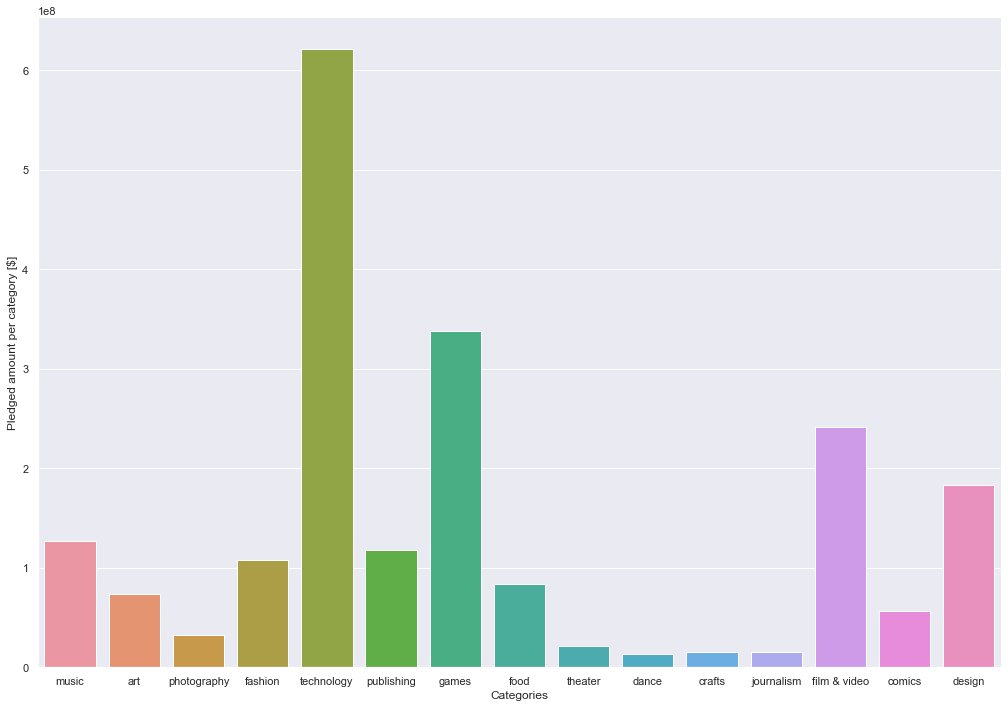 1e8
6
5
4
3
2
1
0
Pledged amount per category [$]
music art photography fashion technology publishing games food theater dance crafts journalism film & video comics design
Categories